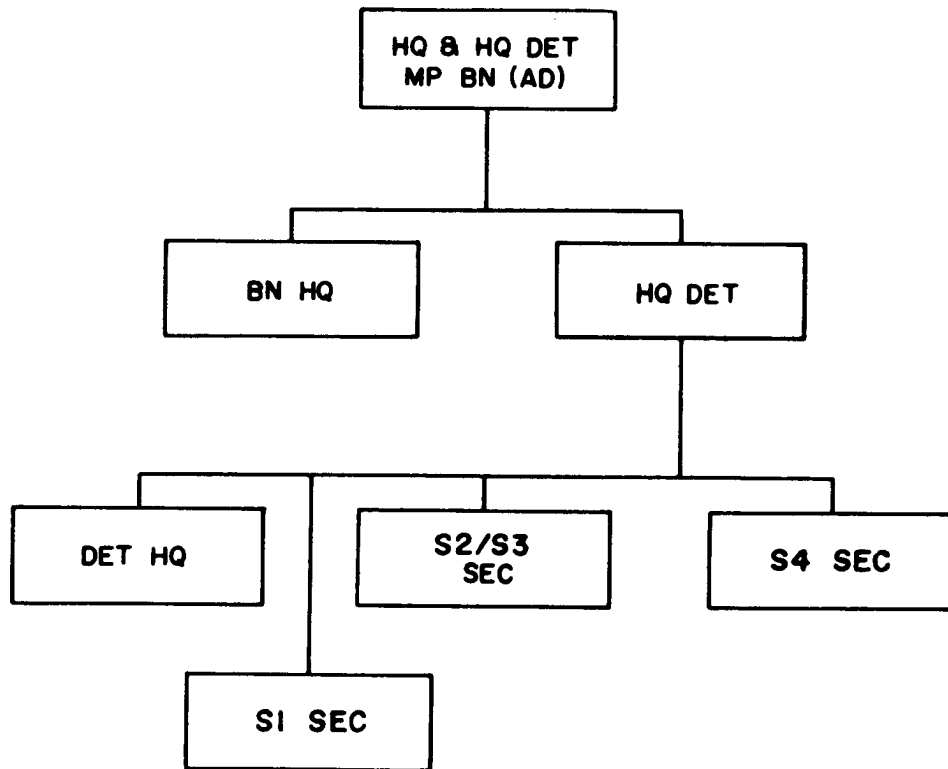 HQ & HQ DET
MP BN (AD)
BN HQ
HQ DET
DET HQ
S2/S3
SEC
S4 SEC
S1 SEC